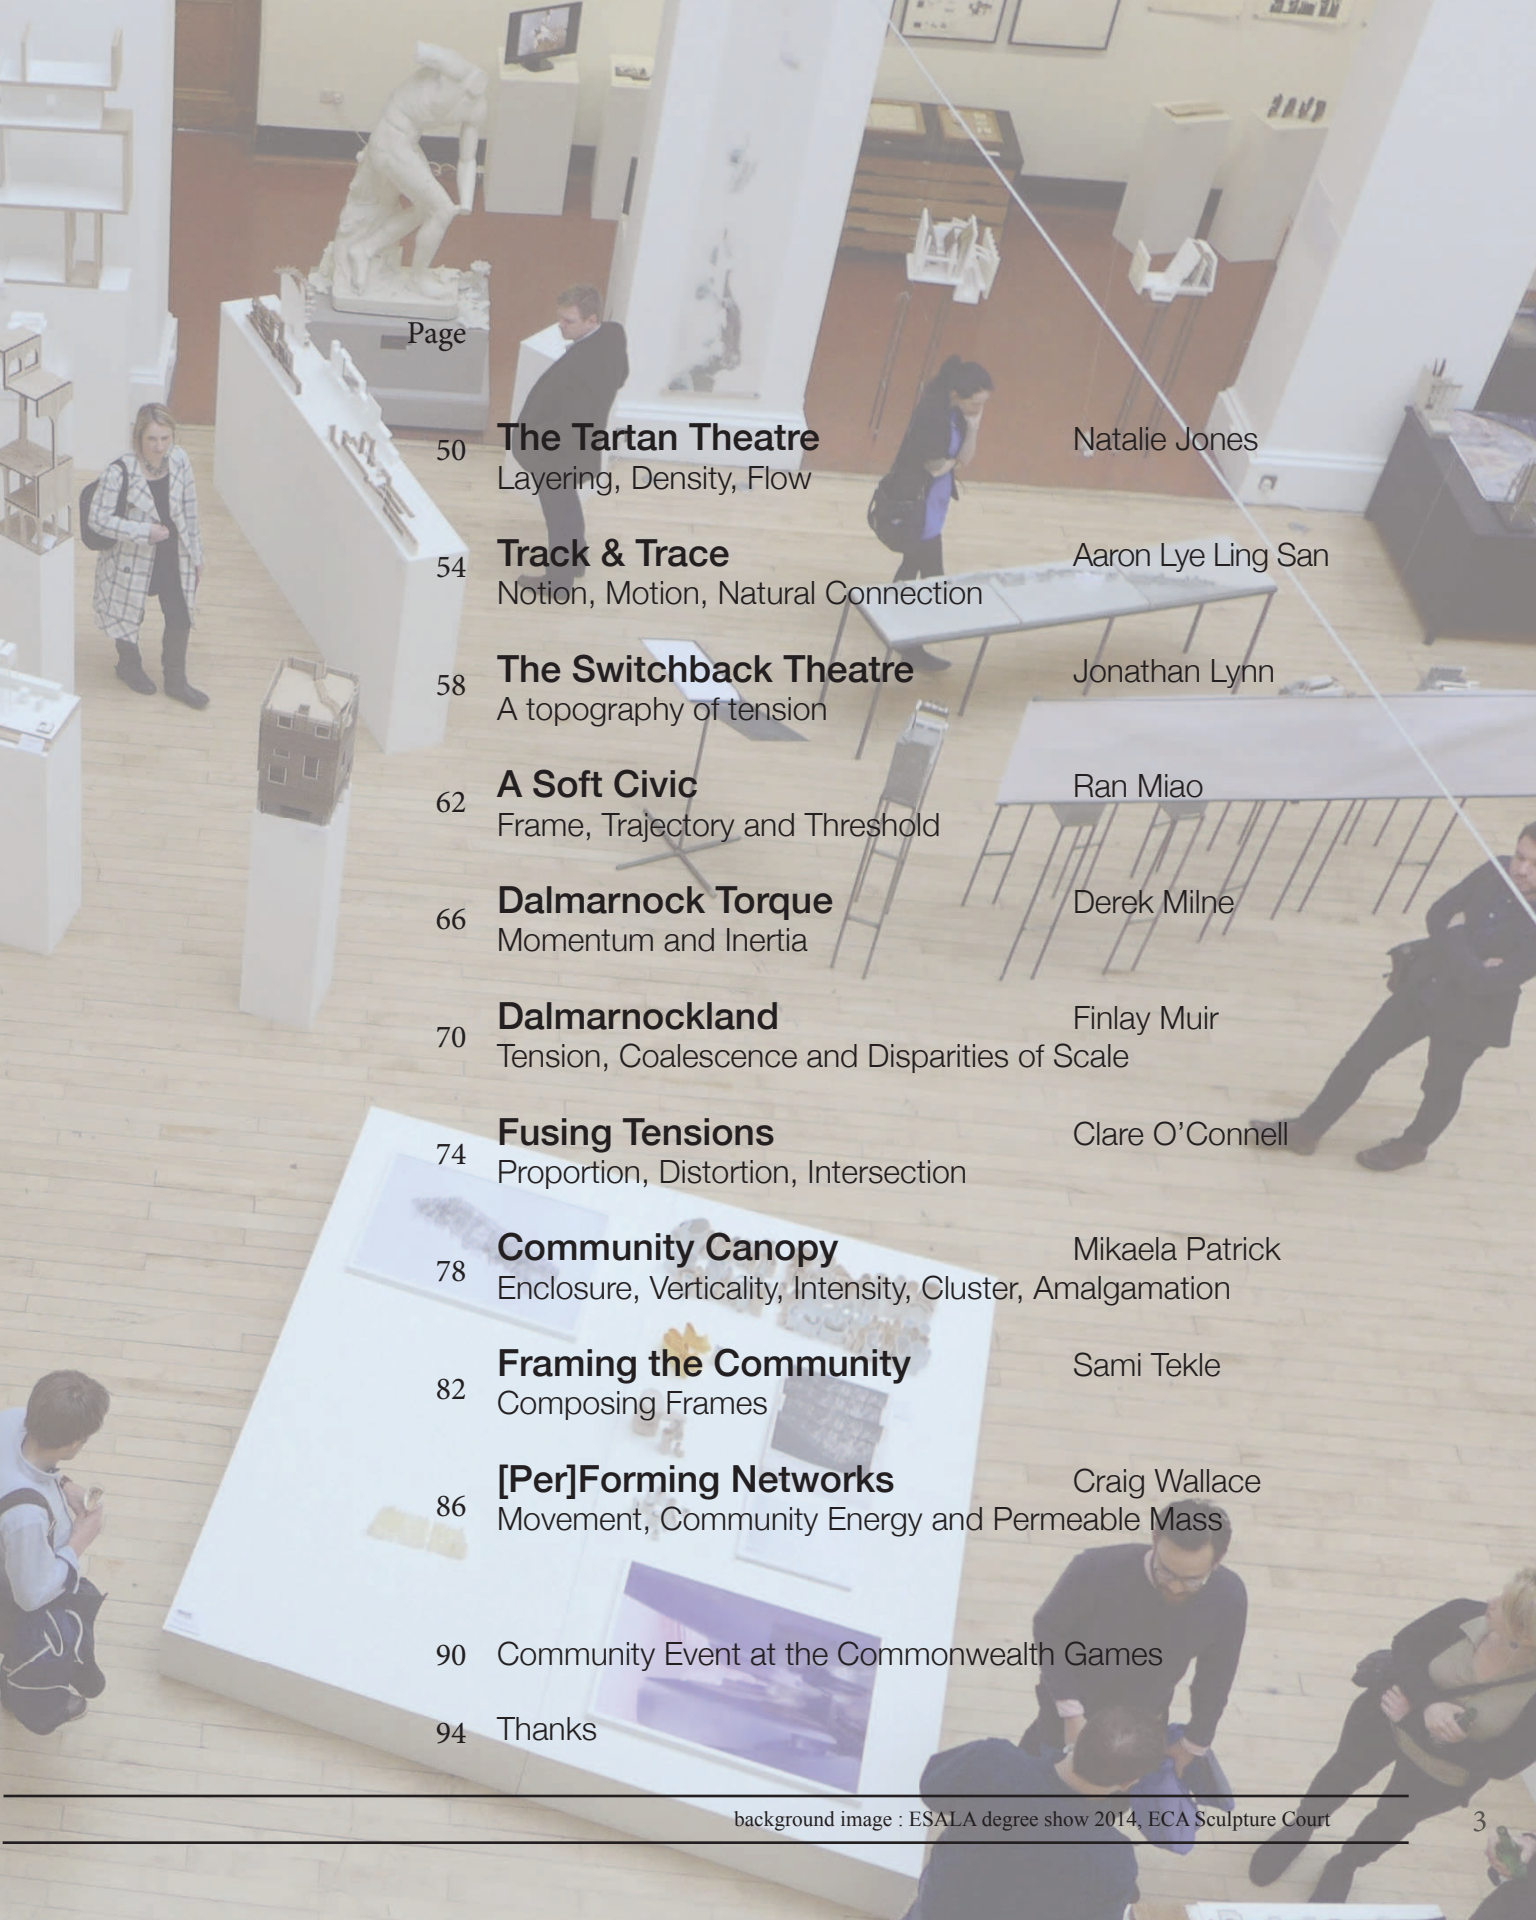 Page
50 The Tartan Theatre Natalie Jones
Layering, Density, Flow
54 Track & Trace Aaron Lye Ling San
Notion, Motion, Natural Connection
58 The Switchback Theatre Jonathan Lynn
A topography of tension
62 A Soft Civic Ran Miao
Frame, Trajectory and Threshold
66 Dalmarnock Torque Derek Milne
Momentum and Inertia
70 Dalmarnockland Finlay Muir
Tension, Coalescence and Disparities of Scale
74 Fusing Tensions Clare O’Connell
Proportion, Distortion, Intersection
78 Community Canopy Mikaela Patrick
Enclosure, Verticality, Intensity, Cluster, Amalgamation
82 Framing the Community Sami Tekle
Composing Frames
86 [Per]Forming Networks Craig Wallace
Movement, Community Energy and Permeable Mass
90 Community Event at the Commonwealth Games
94 Thanks
background image : ESALA degree show 2014, ECA Sculpture Court 3